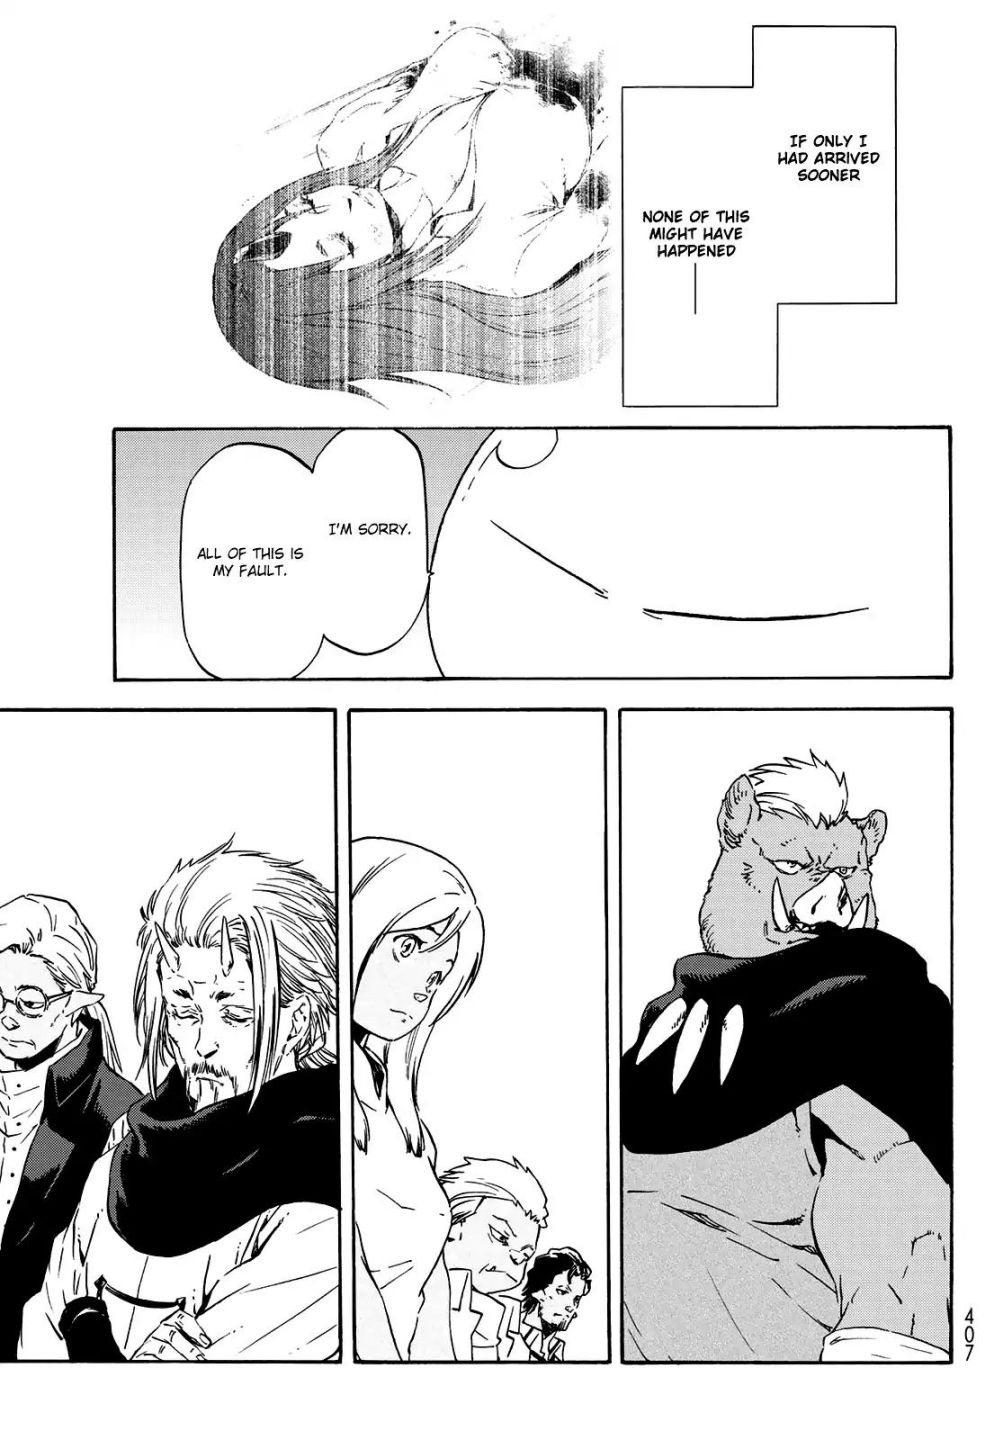 IF ONLY I
HAD ARRIVED
SOONER
NONE OF THIS
MIGHT HAVE
HAPPENED
I'M SORRY.
ALL OF THIS IS
MY FAULT.
407